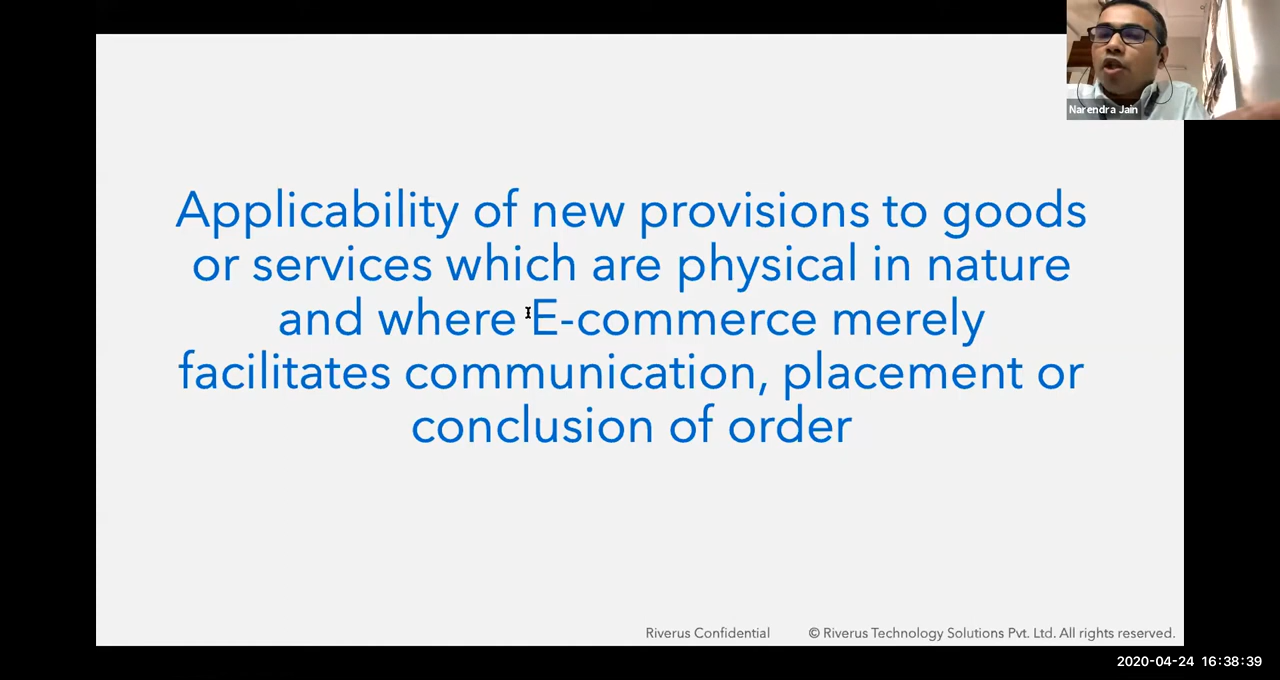 Narendra Jain
Applicability of new provisions to goods
or services which are physical in nature
and where E-commerce merely
facilitates communication, placement or
conclusion of order
Riverus Confidential © Riverus Technology Solutions Pvt. Ltd. All rights reserved.
2020-04-24 16:38:39